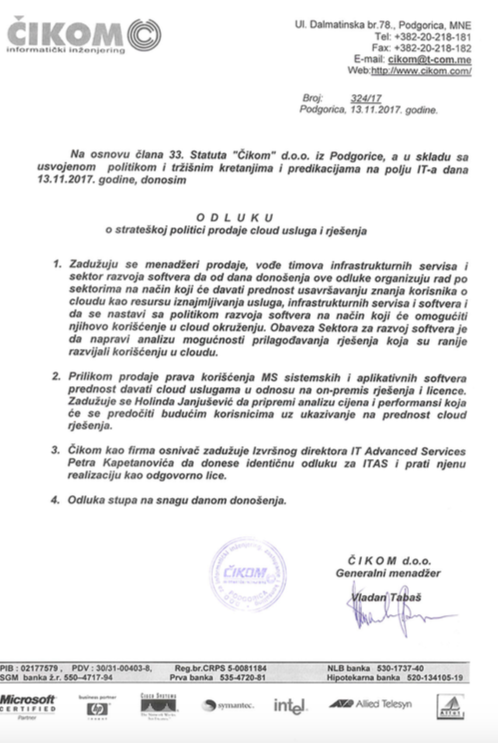 ČIKOM
informatički inženjering
Ul. Dalmatinska br.78., Podgorica, MNE
Tel: +382-20-218-181
Fax: +382-20-218-182
E-mail: cikom@t-com.me
Web:http://www.cikom.com/
Broj: 324/17
Podgorica, 13.11.2017. godine.
Na osnovu člana 33. Statuta "Čikom" d.o.o. iz Podgorice, a u skladu sa
usvojenom politikom i tržišnim kretanjima i predikacijama na polju IT-a dana
13.11.2017. godine, donosim
O D L U K U
o strateškoj politici prodaje cloud usluga i rješenja
1. Zadužuju se menadžeri prodaje, vođe timova infrastrukturnih servisa i
sektor razvoja softvera da od dana donošenja ove odluke organizuju rad po
sektorima na način koji će davati prednost usavršavanju znanja korisnika o
cloudu kao resursu iznajmljivanja usluga, infrastrukturnih servisa i softvera i
da se nastavi sa politikom razvoja softvera na način koji će omogućiti
njihovo korišćenje u cloud okruženju. Obaveza Sektora za razvoj softvera je
da napravi analizu mogućnosti prilagođavanja rješenja koja su ranije
razvijali korišćenju u cloudu.
2. Prilikom prodaje prava korišćenja MS sistemskih i aplikativnih softvera
prednost davati cloud uslugama u odnosu na on-premis rješenja i licence.
Zadužuje se Holinda Janjušević da pripremi analizu cijena i performansi koja
će se predočiti budućim korisnicima uz ukazivanje na prednost cloud
rješenja.
3. Čikom kao firma osnivač zadužuje Izvršnog direktora IT Advanced Services
Petra Kapetanovića da donese identičnu odluku za ITAS i prati njenu
realizaciju kao odgovorno lice.
4. Odluka stupa na snagu danom donošenja.
ČIKOM
PODGORICA
Č I K O M d.o.o.
Generalni menadžer
Vladan Tabaš
PIB : 02177579 , PDV : 30/31-00403-8, Reg.br.CRPS 5-0081184 NLB banka 530-1737-40
SGM banka ž.r. 550–4717-94 Prva banka 535-4720-81 Hipotekarna banka 520-134105-19
Microsoft
CERTIFIED
Partner
business partner
hp
invent
CISCO SYSTEMS
symantec.
intel.
Allied Telesyn